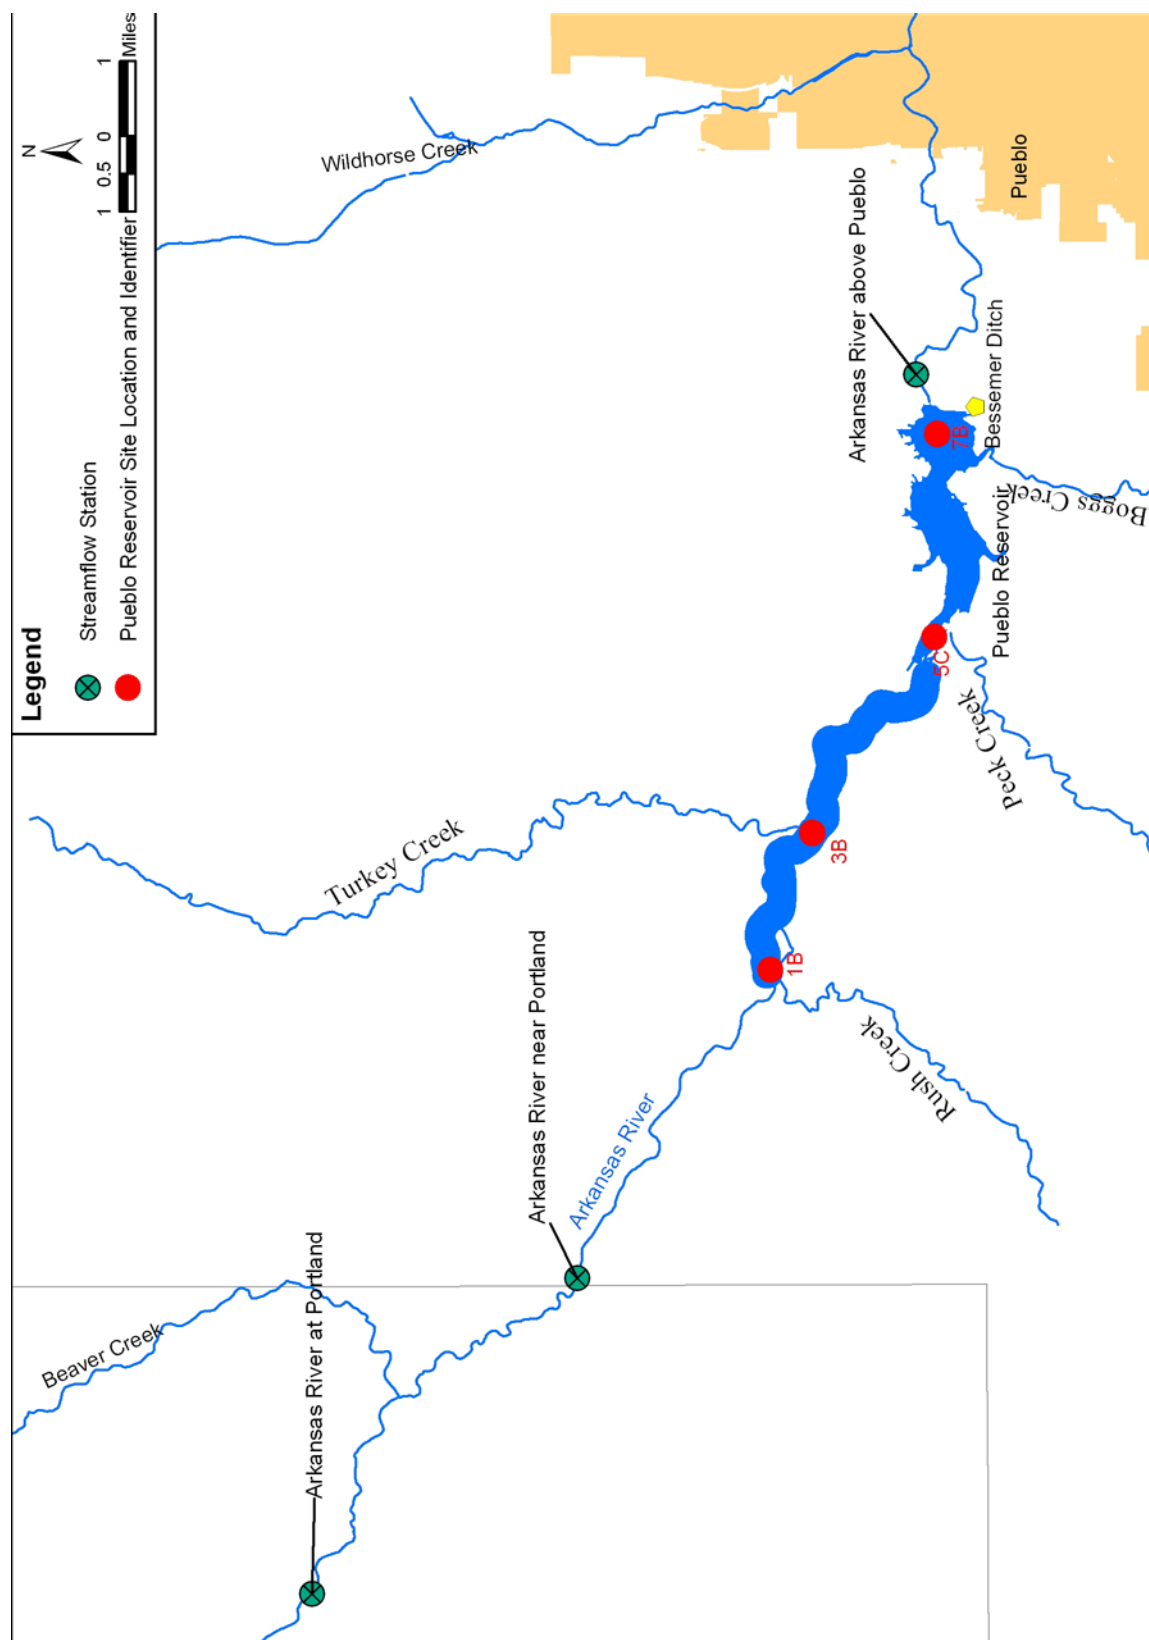 Legend
Streamflow Station
Pueblo Reservoir Site Location and Identifier
N
1 0.5 0 1 Miles
Wildhorse Creek
Beaver Creek
Arkansas River at Portland
Turkey Creek
Arkansas River near Portland
Arkansas River
Arkansas River above Pueblo
Pueblo
1B
3B
5C
7B
Rush Creek
Peck Creek
Pueblo Reservoir
Boggs Creek
Bessemer Ditch